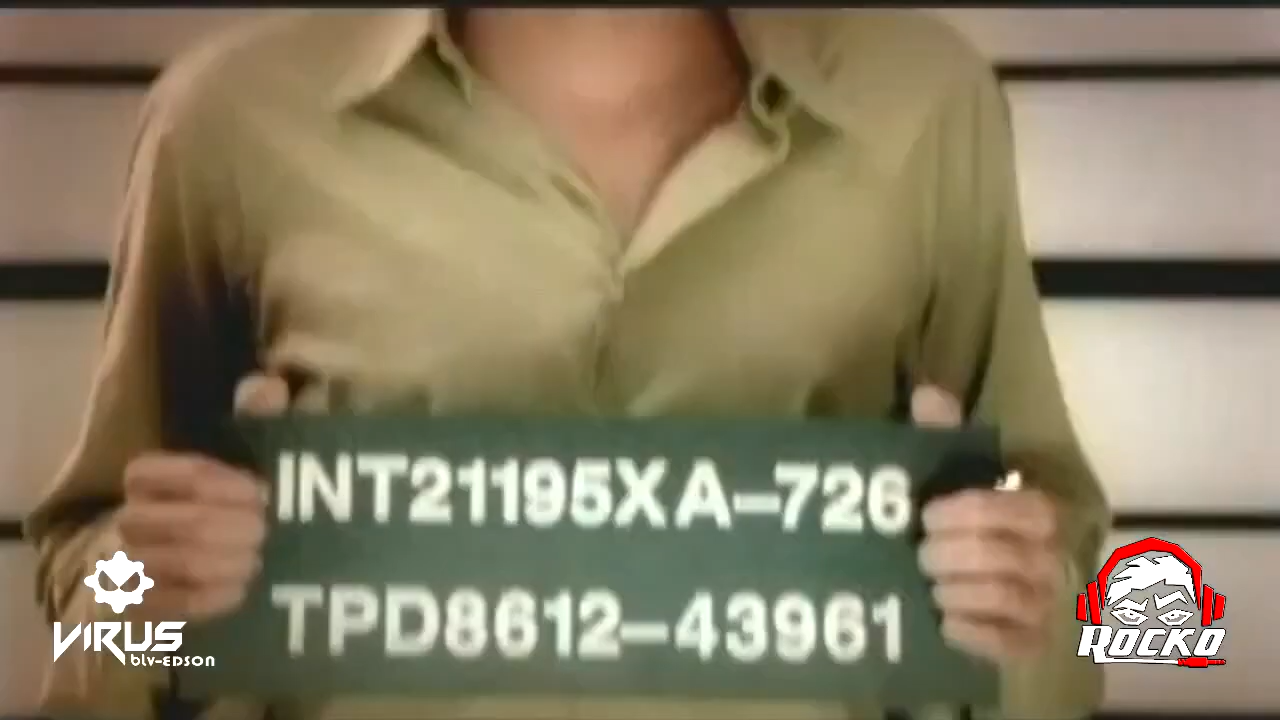 INT21195XA-726
TPD8612-43961
VIRUS
blv-EDSON
ROCKO